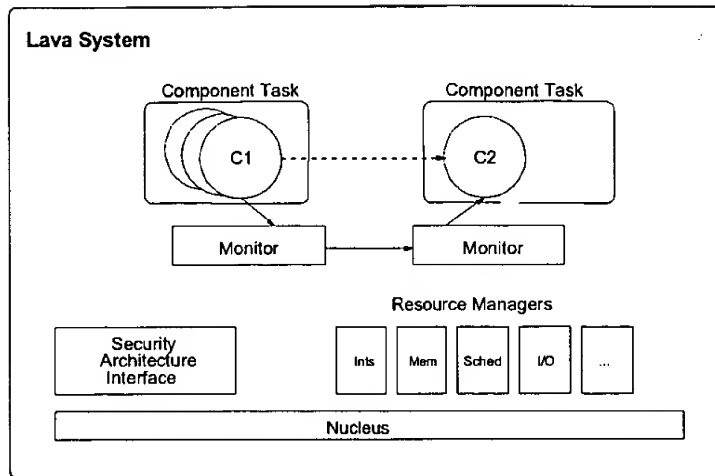 Lava System
Component Task
Component Task
C1
C2
Monitor
Monitor
Resource Managers
Security
Architecture
Interface
Ints
Mem
Sched
I/O
...
Nucleus